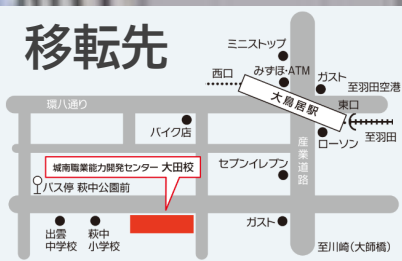 移転先
ミニストップ
みずほ・ATM
西口
ガスト
至羽田空港
大鳥居駅
東口
環八通り
バイク店
ローソン
至羽田
産業道路
城南職業能力開発センター 大田校
セブンイレブン
バス停 萩中公園前
出雲
中学校
萩中
小学校
ガスト
至川崎(大師橋)